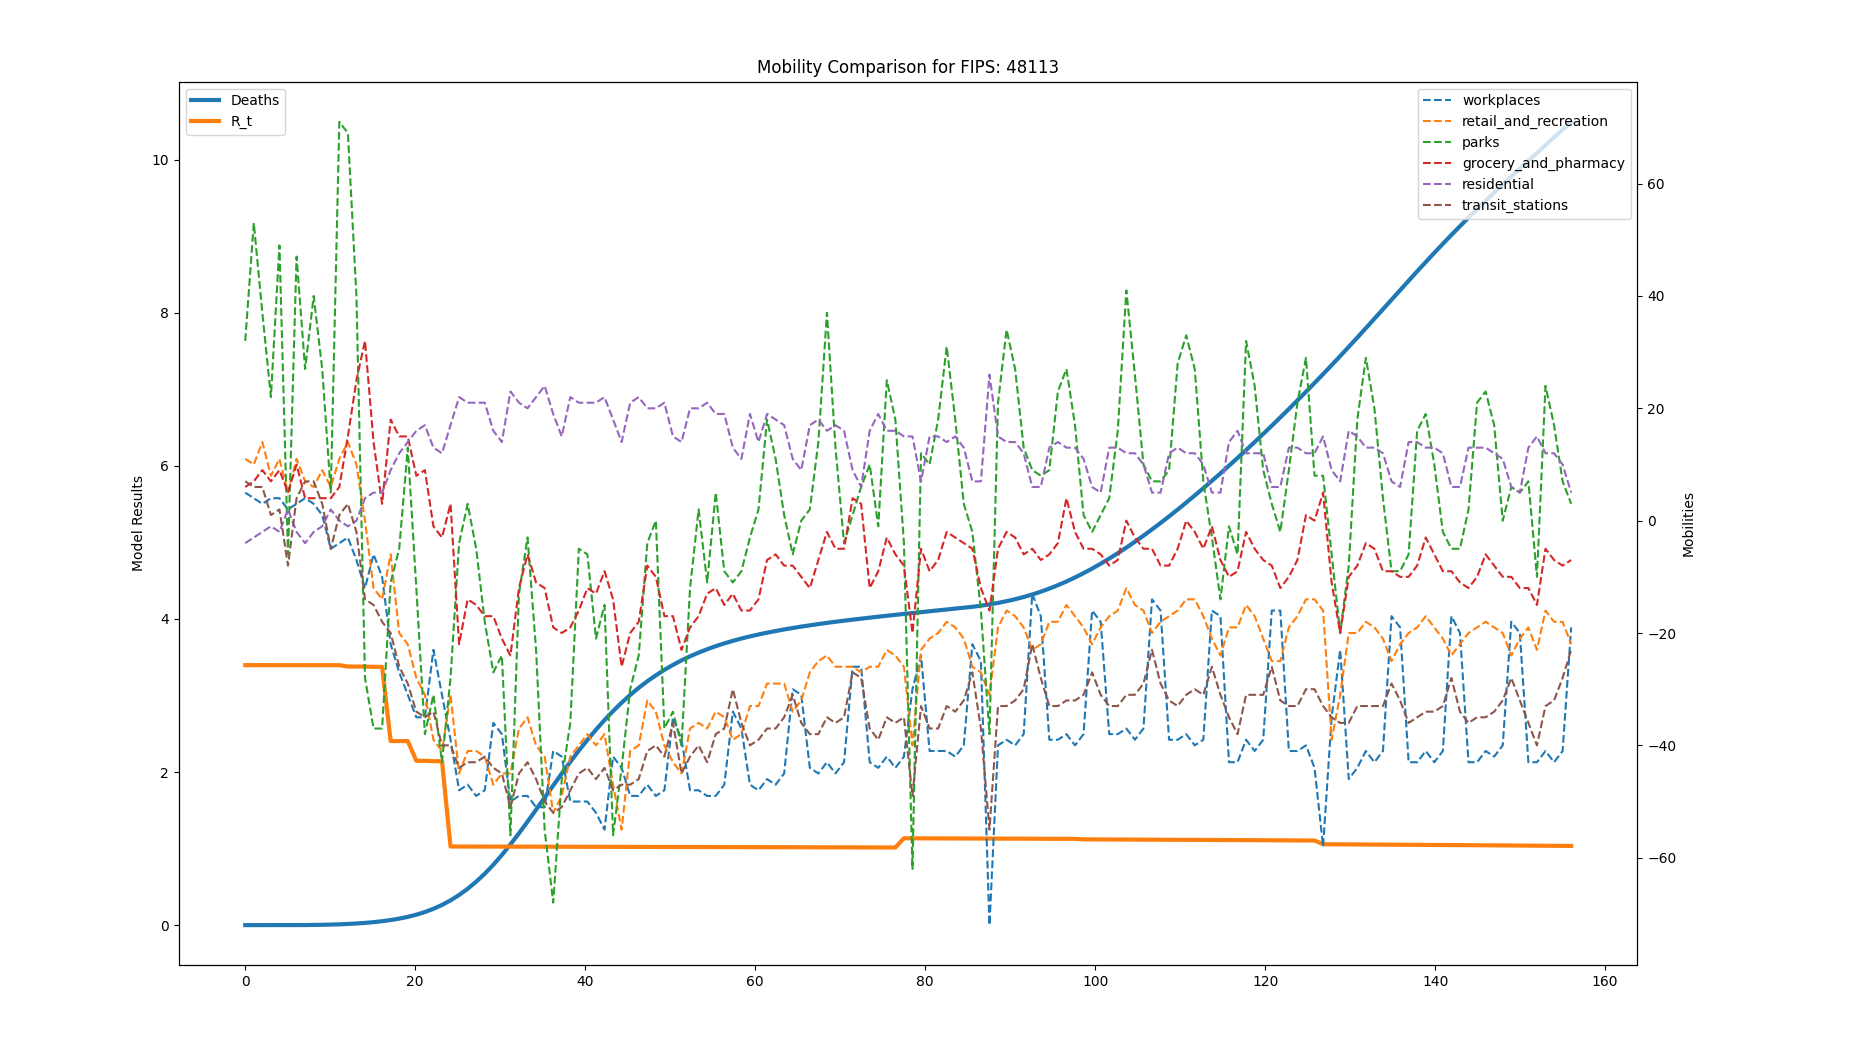 Mobility Comparison for FIPS: 48113
Deaths
R_t
workplaces
retail_and_recreation
parks
grocery_and_pharmacy
residential
transit_stations
10
8
6
4
2
0
Model Results
60
40
20
0
−20
−40
−60
Mobilities
0 20 40 60 80 100 120 140 160